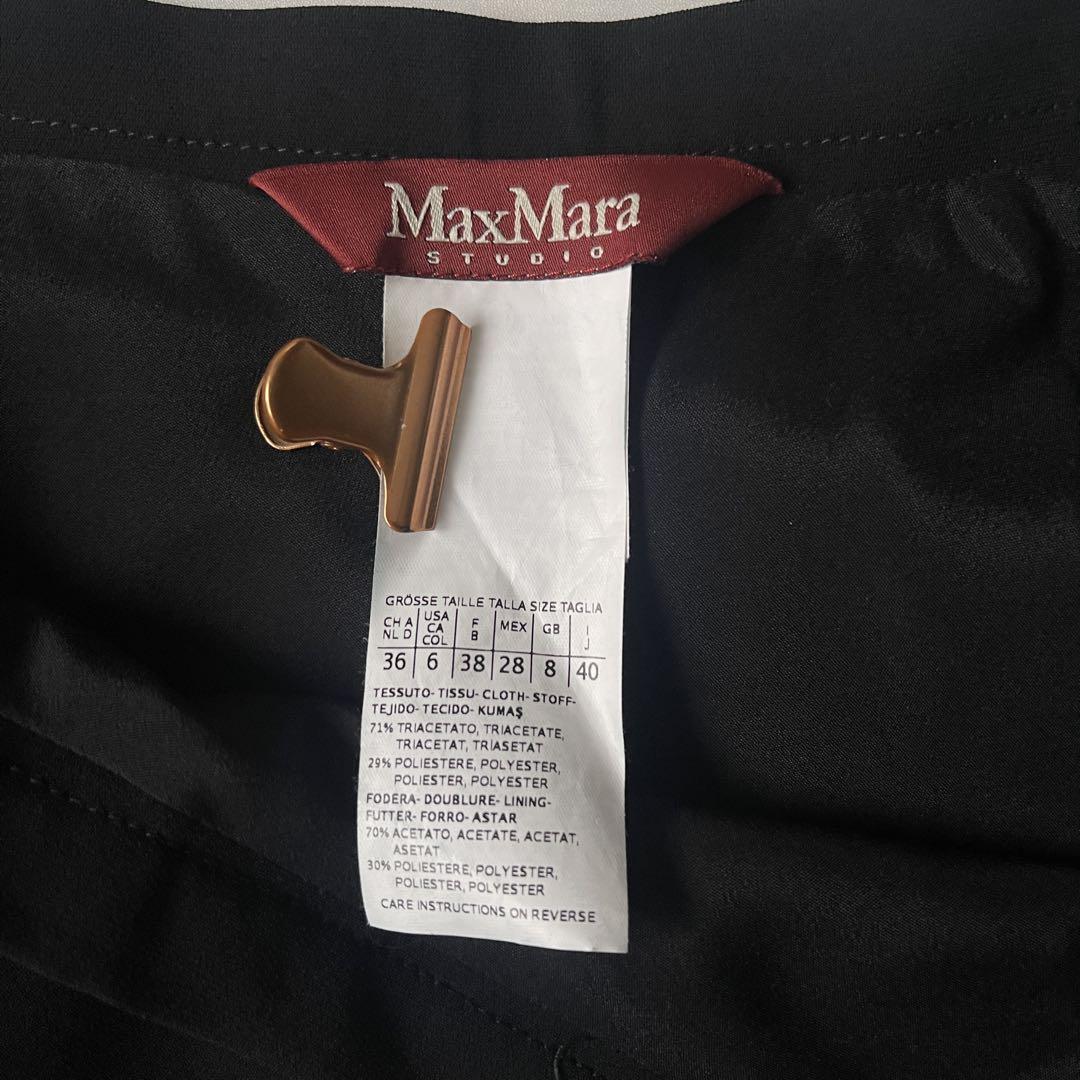 MaxMara
STUDIO
GRÖSSE TAILLE TALLA SIZE TAGLIA
CH A NL D USA CA COL F B MEX GB I J
36 6 38 28 8 40
TESSUTO- TISSU- CLOTH- STOFF-
TEJIDO- TECIDO- KUMAŞ
71% TRIACETATO, TRIACETATE,
TRIACETAT, TRIASETAT
29% POLIESTERE, POLYESTER,
POLIESTER, POLYESTER
FODERA- DOUBLURE- LINING-
FUTTER- FORRO- ASTAR
70% ACETATO, ACETATE, ACETAT,
ASETAT
30% POLIESTERE, POLYESTER,
POLIESTER, POLYESTER
CARE INSTRUCTIONS ON REVERSE